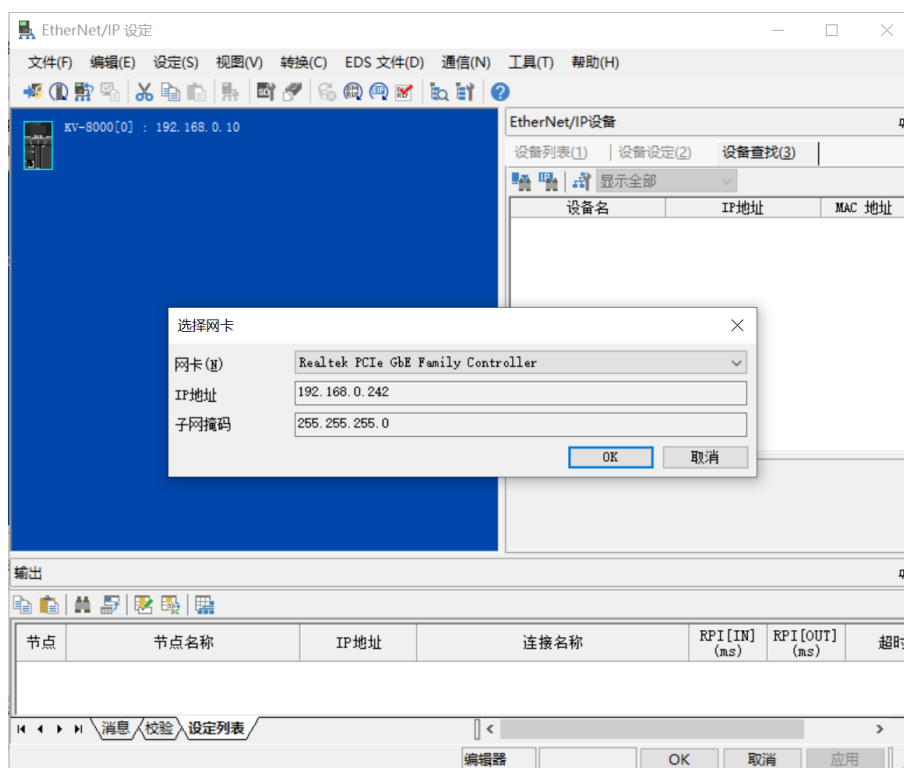 EtherNet/IP 设定
文件(F) 编辑(E) 设定(S) 视图(V) 转换(C) EDS 文件(D) 通信(N) 工具(T) 帮助(H)
KV-8000[0] : 192.168.0.10
EtherNet/IP设备
设备列表(1) 设备设定(2) 设备查找(3)
显示全部
设备名 IP地址 MAC 地址
选择网卡
网卡(N) Realtek PCIe GbE Family Controller
IP地址 192.168.0.242
子网掩码 255.255.255.0
OK 取消
输出
节点 节点名称 IP地址 连接名称 RPI[IN] (ms) RPI[OUT] (ms) 超时
消息 校验 设定列表
编辑器 OK 取消 应用